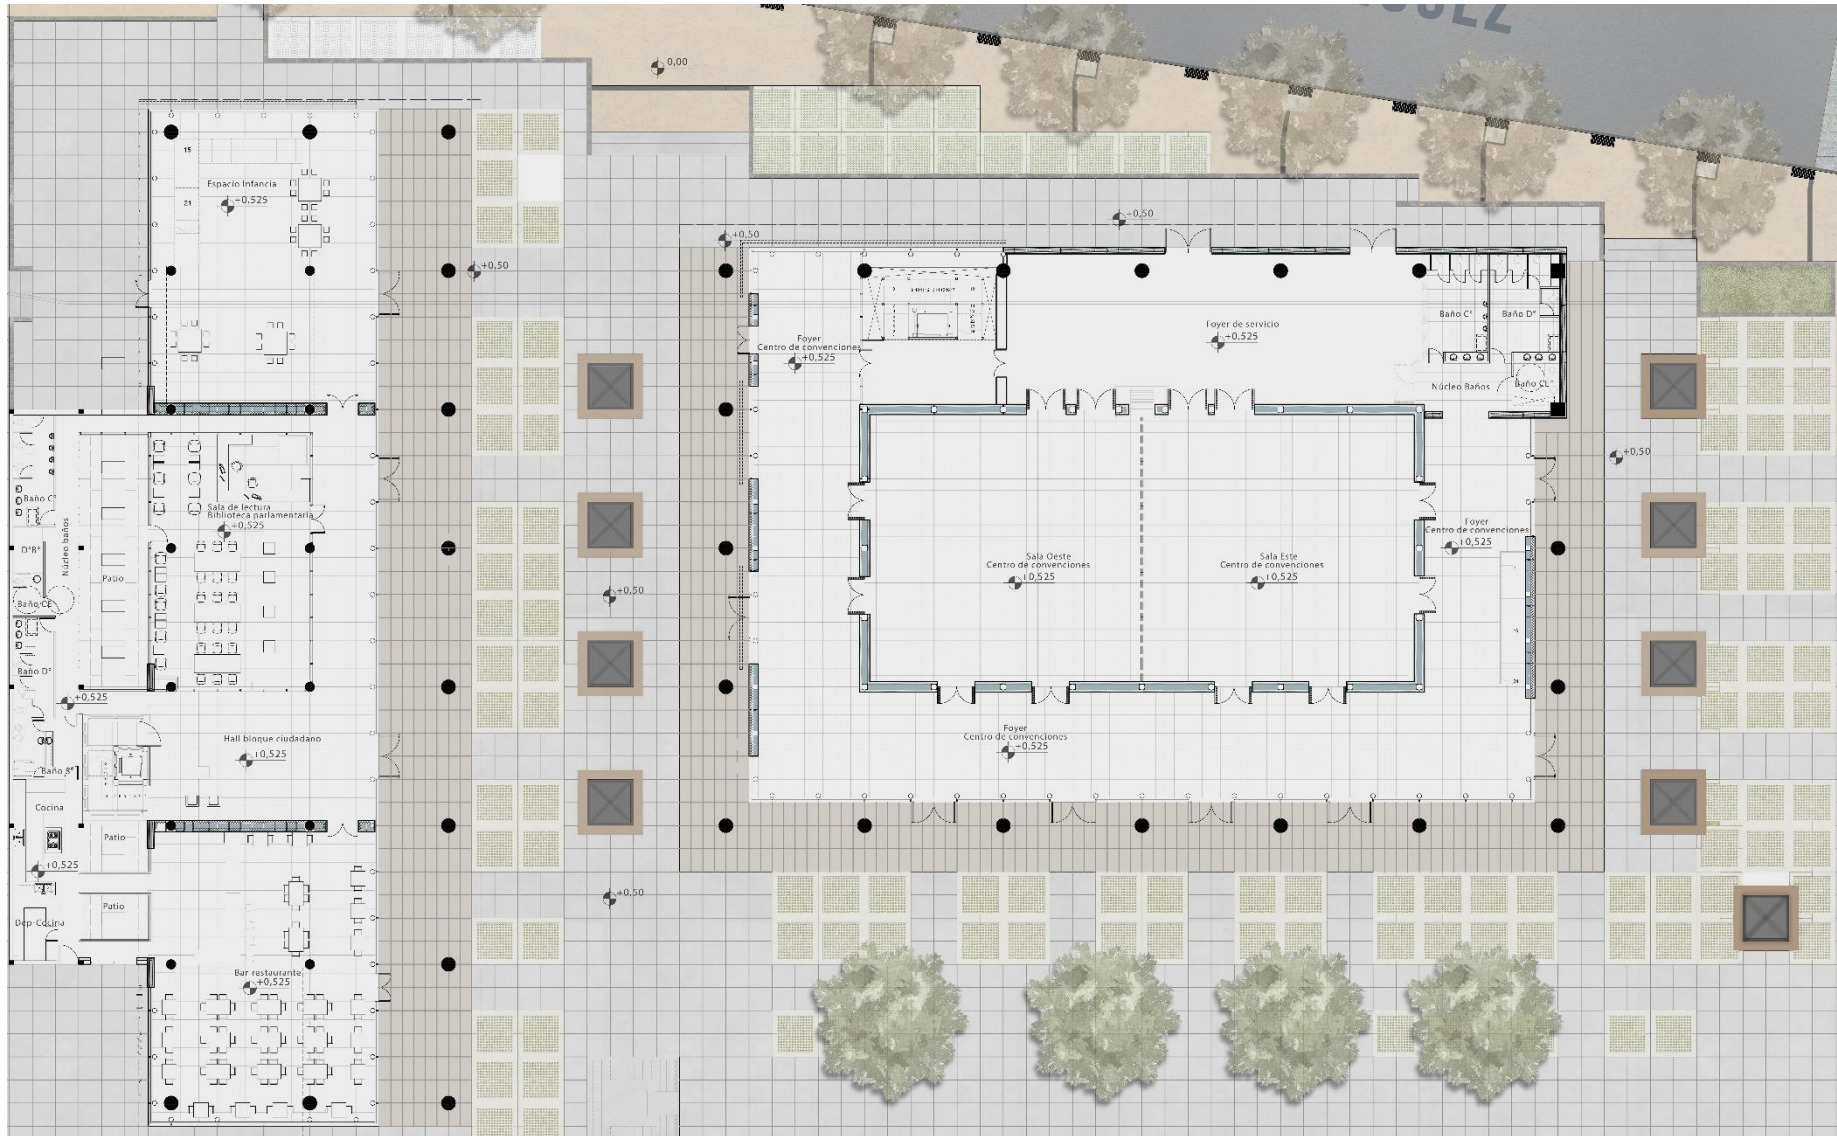 0,00
15
Espacio Infancia
21
+0.525
+0,50
+0,50
+0,50
Foyer de servicio
+0.525
Baño C°
Baño D°
Foyer
Centro de convenciones
+0,525
Núcleo Baños
Baño CE°
+0,50
Baño C°
Sala de lectura
Biblioteca parlamentaria
+0,525
D°B°
Núcleo baños
Patio
Baño CE
Baño D°
+0,525
Foyer
Centro de convenciones
+0,525
Sala Oeste
Centro de convenciones
+0,525
Sala Este
Centro de convenciones
+0,525
+0,50
Hall bloque ciudadano
+0,525
Foyer
Centro de convenciones
+0,525
Cocina
Patio
+0,525
Patio
Dep Cocina
+0,50
Bar restaurante
+0,525